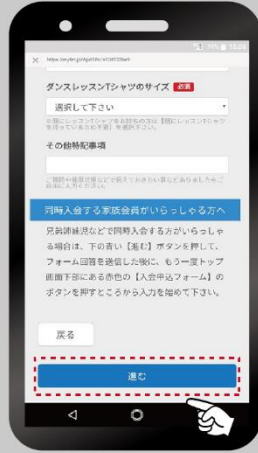 ダンスレッスンTシャツのサイズ 必須
選択して下さい
その他特記事項
同時入会する家族会員がいらっしゃる方へ
兄弟姉妹児などで同時入会する方がいらっしゃ
る場合は、下の青い【進む】ボタンを押して、
フォーム回答を送信した後に、もう一度トップ
画面下部にある赤色の【入会申込フォーム】の
ボタンを押すところから入力を始めて下さい。
戻る
進む